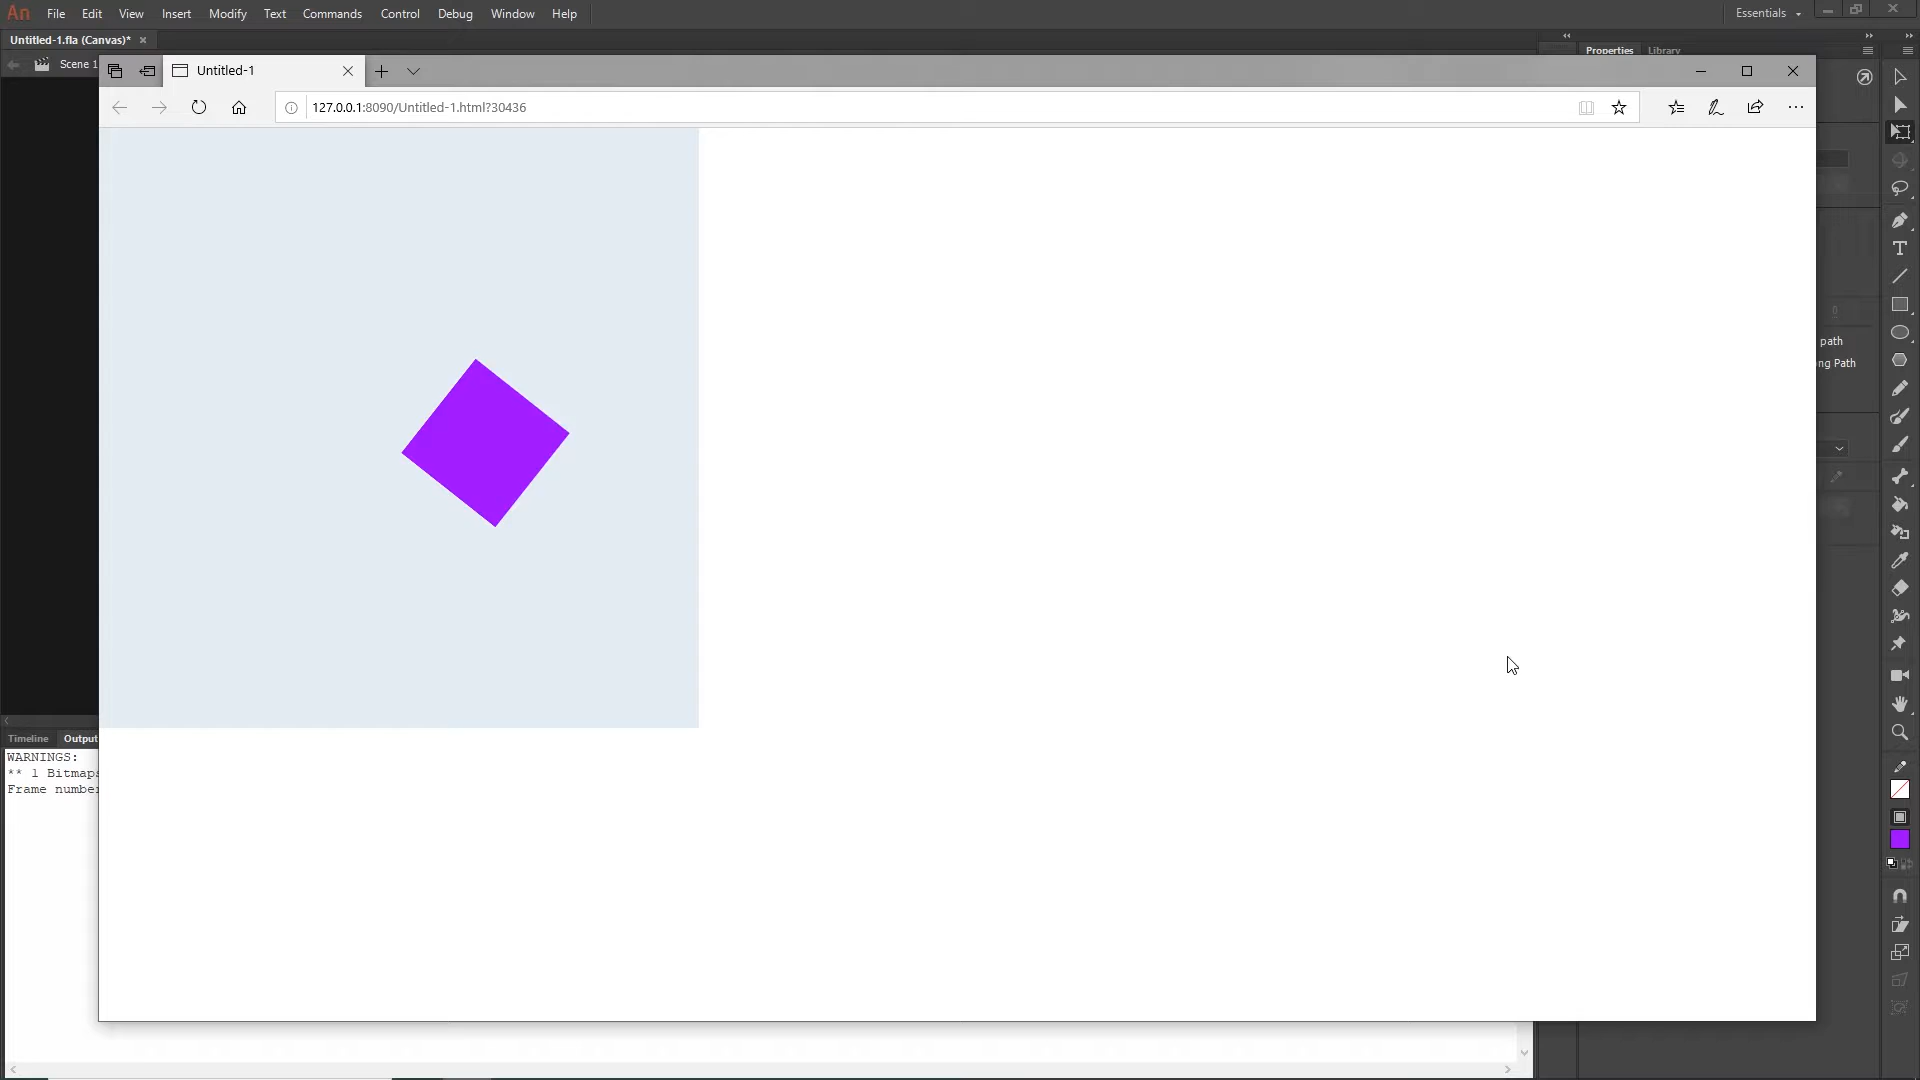 An File Edit View Insert Modify Text Commands Control Debug Window Help Essentials
Untitled-1.fla (Canvas)*
Properties Library
Scene 1
Untitled-1
127.0.0.1:8090/Untitled-1.html?30436
path
ng Path
Timeline Output
WARNINGS:
** 1 Bitmaps
Frame number